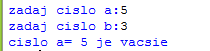 zadaj cislo a:5
zadaj cislo b:3
cislo a= 5 je vacsie